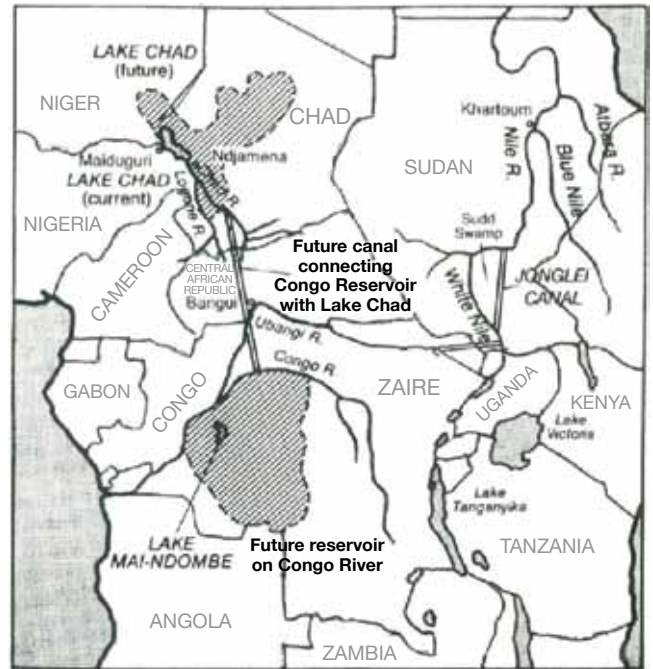 LAKE CHAD
(future)
NIGER
CHAD
Khartoum
Nile R.
Blue Nile
Atbara R.
Maiduguri
Ndjamena
LAKE CHAD
(current)
Logone R.
SUDAN
NIGERIA
Sudd
Swamp
CAMEROON
CENTRAL
AFRICAN
REPUBLIC
Bangui
Future canal
connecting
Congo Reservoir
with Lake Chad
White Nile
JONGLEI
CANAL
Ubangi R.
Congo R.
GABON
CONGO
ZAIRE
UGANDA
KENYA
Lake
Victoria
Lake
Tanganyika
LAKE
MAI-NDOMBE
Future reservoir
on Congo River
TANZANIA
ANGOLA
ZAMBIA